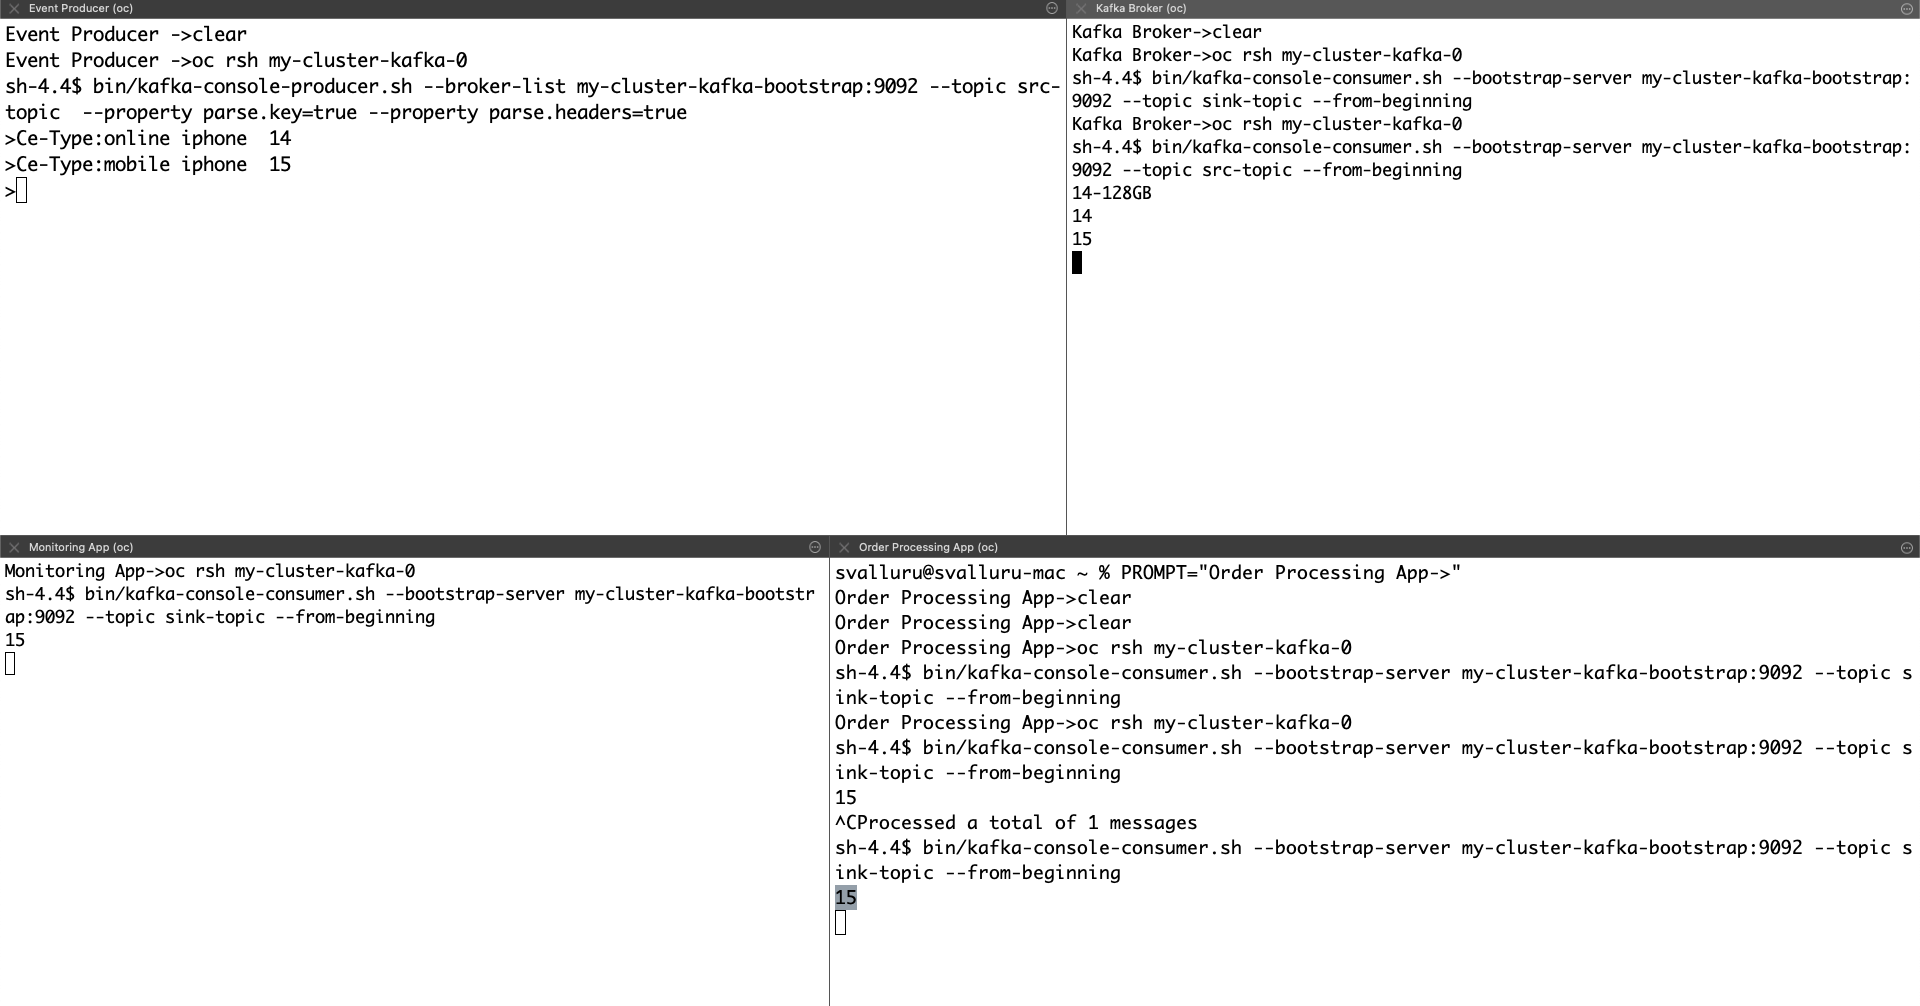 Event Producer (oc)
Event Producer ->clear
Event Producer ->oc rsh my-cluster-kafka-0
sh-4.4$ bin/kafka-console-producer.sh --broker-list my-cluster-kafka-bootstrap:9092 --topic src-
topic  --property parse.key=true --property parse.headers=true
>Ce-Type:online iphone  14
>Ce-Type:mobile iphone  15
>
Kafka Broker (oc)
Kafka Broker->clear
Kafka Broker->oc rsh my-cluster-kafka-0
sh-4.4$ bin/kafka-console-consumer.sh --bootstrap-server my-cluster-kafka-bootstrap:
9092 --topic sink-topic --from-beginning
Kafka Broker->oc rsh my-cluster-kafka-0
sh-4.4$ bin/kafka-console-consumer.sh --bootstrap-server my-cluster-kafka-bootstrap:
9092 --topic src-topic --from-beginning
14-128GB
14
15
Monitoring App (oc)
Monitoring App->oc rsh my-cluster-kafka-0
sh-4.4$ bin/kafka-console-consumer.sh --bootstrap-server my-cluster-kafka-bootstr
ap:9092 --topic sink-topic --from-beginning
15
Order Processing App (oc)
svalluru@svalluru-mac ~ % PROMPT="Order Processing App->"
Order Processing App->clear
Order Processing App->clear
Order Processing App->oc rsh my-cluster-kafka-0
sh-4.4$ bin/kafka-console-consumer.sh --bootstrap-server my-cluster-kafka-bootstrap:9092 --topic s
ink-topic --from-beginning
Order Processing App->oc rsh my-cluster-kafka-0
sh-4.4$ bin/kafka-console-consumer.sh --bootstrap-server my-cluster-kafka-bootstrap:9092 --topic s
ink-topic --from-beginning
15
^CProcessed a total of 1 messages
sh-4.4$ bin/kafka-console-consumer.sh --bootstrap-server my-cluster-kafka-bootstrap:9092 --topic s
ink-topic --from-beginning
15